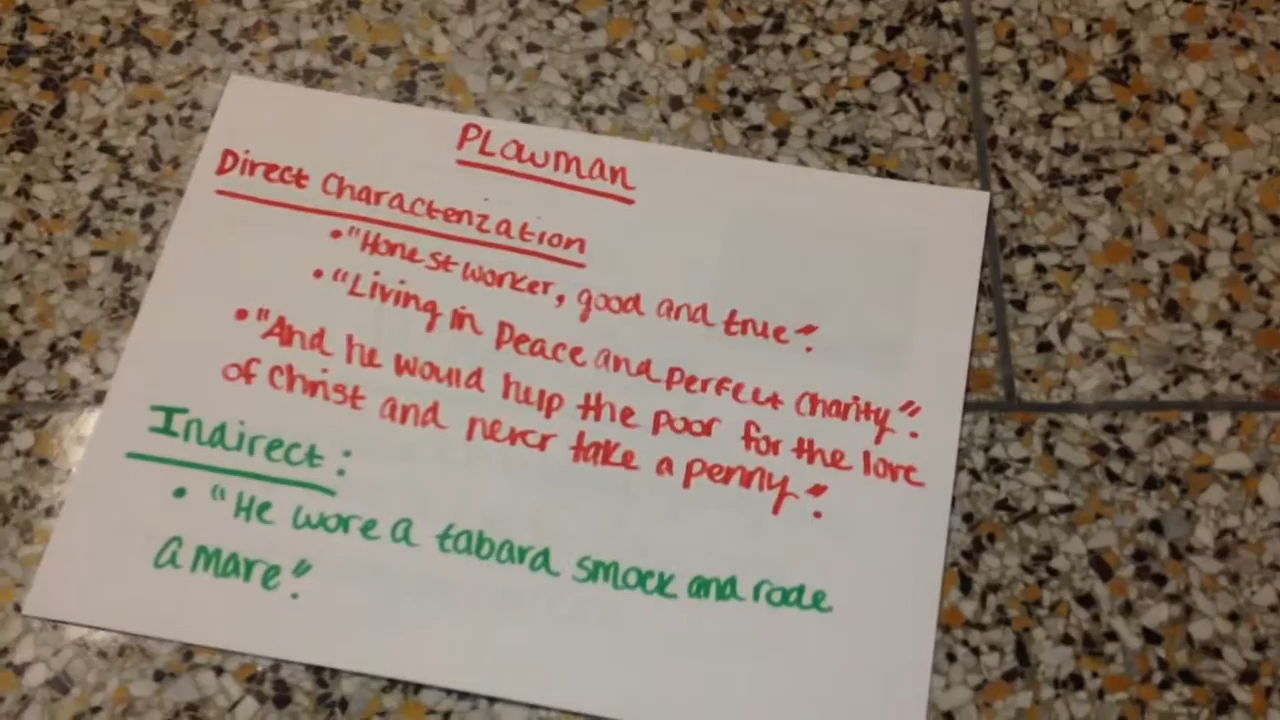 PLowman
Direct Characterization
• "Honest worker, good and true".
• "Living in Peace and perfect Charity".
• "And he would help the poor for the love
of Christ and never take a penny".
Indirect:
• "He wore a tabard smock and rode
a mare".